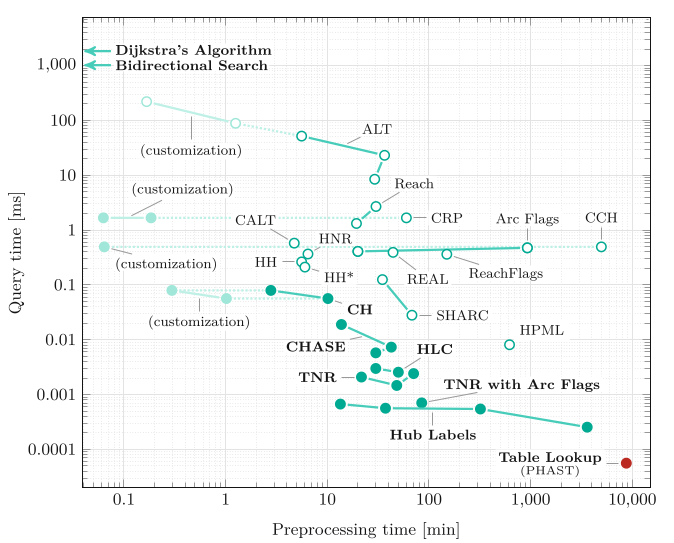 Dijkstra's Algorithm
1,000
Bidirectional Search
100
ALT
(customization)
10
Reach
(customization)
CALT
CRP
Arc Flags
CCH
1
HNR
HH
(customization)
HH*
REAL
ReachFlags
0.1
CH
(customization)
SHARC
HPML
0.01
CHASE
HLC
TNR
TNR with Arc Flags
0.001
Hub Labels
0.0001
Table Lookup
(PHAST)
Query time [ms]
0.1 1 10 100 1,000 10,000
Preprocessing time [min]